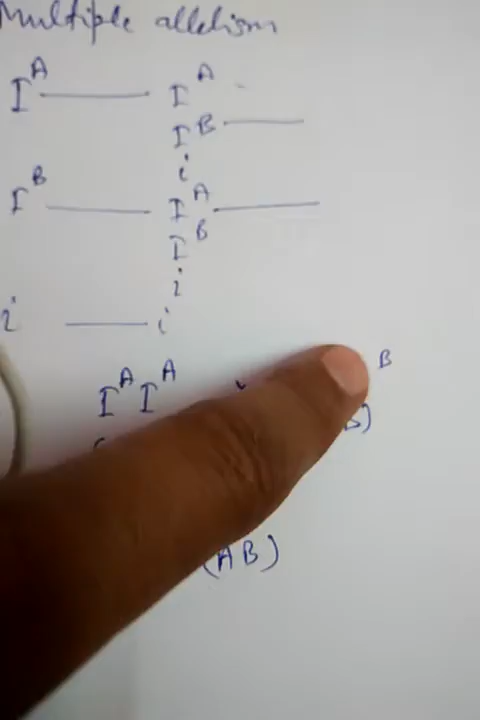 Multiple allelism
I^A — I^A
I^B —
i
I^B — I^A —
I^B
i
i — i
I^A I^A B
(AB)